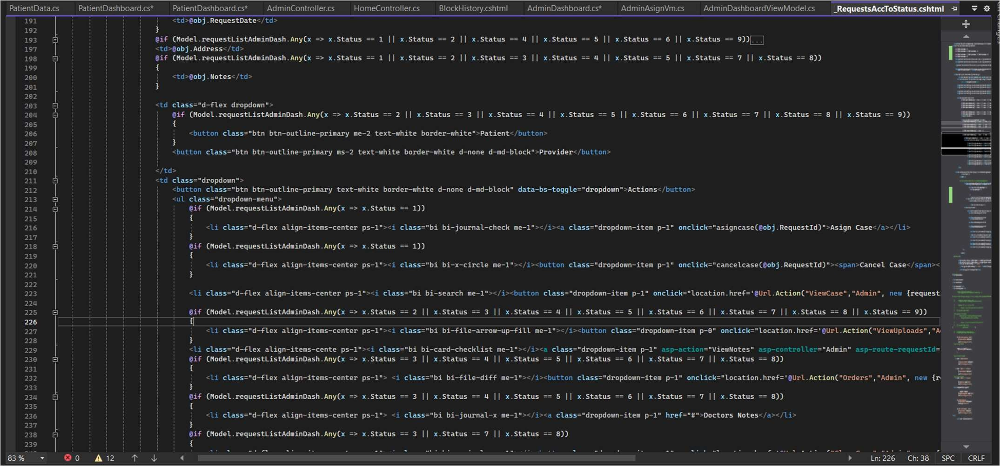 PatientData.cs PatientDashboard.cs* PatientDashboard.cs* AdminController.cs HomeController.cs BlockHistory.cshtml AdminDashboard.cs* AdminAsignVm.cs AdminDashboardViewModel.cs _RequestsAccToStatus.cshtml
191 <td>@obj.RequestDate</td>
192 }
193 @if (Model.requestListAdminDash.Any(x => x.Status == 1 || x.Status == 2 || x.Status == 4 || x.Status == 5 || x.Status == 6 || x.Status == 9))...
197 <td>@obj.Address</td>
198 @if (Model.requestListAdminDash.Any(x => x.Status == 1 || x.Status == 2 || x.Status == 3 || x.Status == 4 || x.Status == 5 || x.Status == 7 || x.Status == 8))
199 {
200 <td>@obj.Notes</td>
201 }
202
203 <td class="d-flex dropdown">
204 @if (Model.requestListAdminDash.Any(x => x.Status == 2 || x.Status == 3 || x.Status == 4 || x.Status == 5 || x.Status == 6 || x.Status == 7 || x.Status == 8 || x.Status == 9))
205 {
206 <button class="btn btn-outline-primary me-2 text-white border-white">Patient</button>
207 }
208 <button class="btn btn-outline-primary ms-2 text-white border-white d-none d-md-block">Provider</button>
209
210 </td>
211 <td class="dropdown">
212 <button class="btn btn-outline-primary text-white border-white d-none d-md-block" data-bs-toggle="dropdown">Actions</button>
213 <ul class="dropdown-menu">
214 @if (Model.requestListAdminDash.Any(x => x.Status == 1))
215 {
216 <li class="d-flex align-items-center ps-1"><i class="bi bi-journal-check me-1"></i><a class="dropdown-item p-1" onclick="asigncase(@obj.RequestId)">Asign Case</a></li>
217 }
218 @if (Model.requestListAdminDash.Any(x => x.Status == 1))
219 {
220 <li class="d-flex align-items-center ps-1"><i class="bi bi-x-circle me-1"></i><button class="dropdown-item p-1" onclick="cancelcase(@obj.RequestId)"><span>Cancel Case</span><
221 }
222
223 <li class="d-flex align-items-center ps-1"><i class="bi bi-search me-1"></i><button class="dropdown-item p-1" onclick="location.href='@Url.Action("ViewCase","Admin", new {request
224
225 @if (Model.requestListAdminDash.Any(x => x.Status == 2 || x.Status == 3 || x.Status == 4 || x.Status == 5 || x.Status == 6 || x.Status == 7 || x.Status == 8 || x.Status == 9))
226 {
227 <li class="d-flex align-items-center ps-1"><i class="bi bi-file-arrow-up-fill me-1"></i><button class="dropdown-item p-0" onclick="location.href='@Url.Action("ViewUploads","A
228 }
229 <li class="d-flex align-items-cente ps-1"><i class="bi bi-card-checklist me-1"></i><a class="dropdown-item p-1" asp-action="ViewNotes" asp-controller="Admin" asp-route-requestId=
230 @if (Model.requestListAdminDash.Any(x => x.Status == 3 || x.Status == 4 || x.Status == 5 || x.Status == 6 || x.Status == 7 || x.Status == 8))
231 {
232 <li class="d-flex align-items-center ps-1"> <i class="bi bi-file-diff me-1"></i><button class="dropdown-item p-1" onclick="location.href='@Url.Action("Orders","Admin", new {re
233 }
234 @if (Model.requestListAdminDash.Any(x => x.Status == 3 || x.Status == 4 || x.Status == 5 || x.Status == 6 || x.Status == 7 || x.Status == 8))
235 {
236 <li class="d-flex align-items-center ps-1"> <i class="bi bi-journal-x me-1"></i><a class="dropdown-item p-1" href="#">Doctors Notes</a></li>
237 }
238 @if (Model.requestListAdminDash.Any(x => x.Status == 3 || x.Status == 7 || x.Status == 8))
239 {
83 % 0 12 Ln: 226 Ch: 38 SPC CRLF